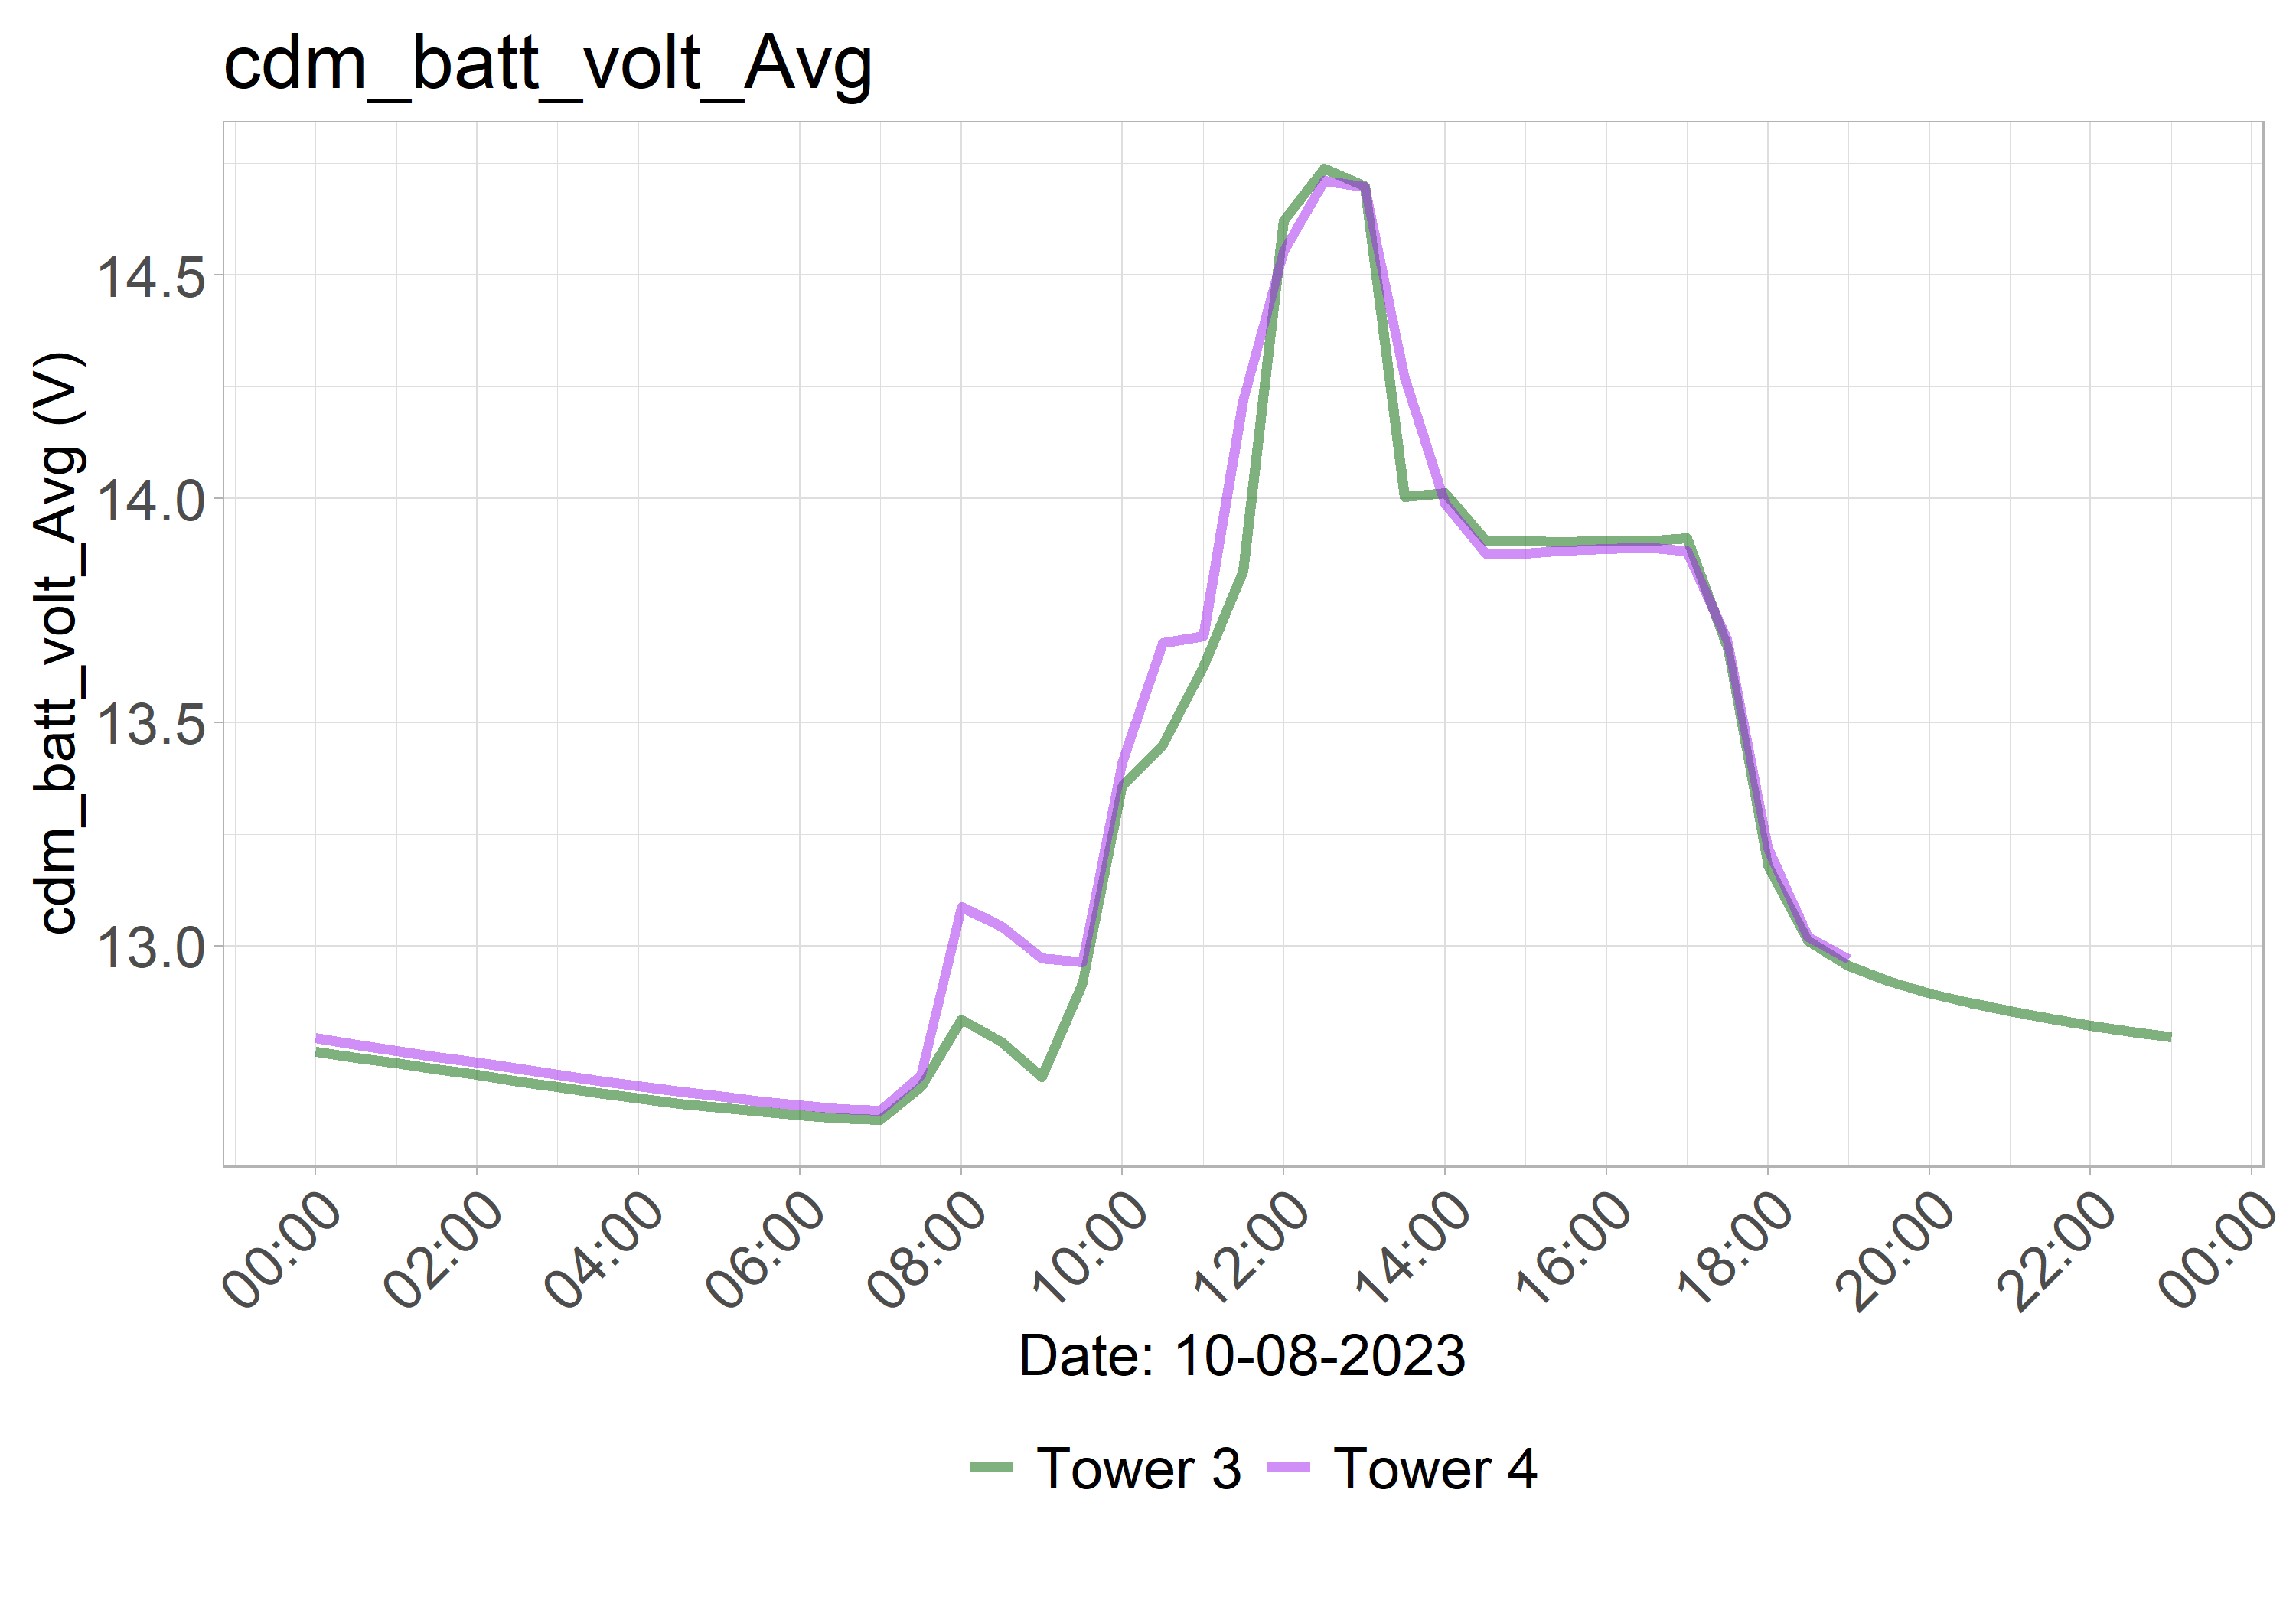 cdm_batt_volt_Avg
cdm_batt_volt_Avg (V)
14.5
14.0
13.5
13.0
00:00 02:00 04:00 06:00 08:00 10:00 12:00 14:00 16:00 18:00 20:00 22:00 00:00
Date: 10-08-2023
Tower 3 Tower 4